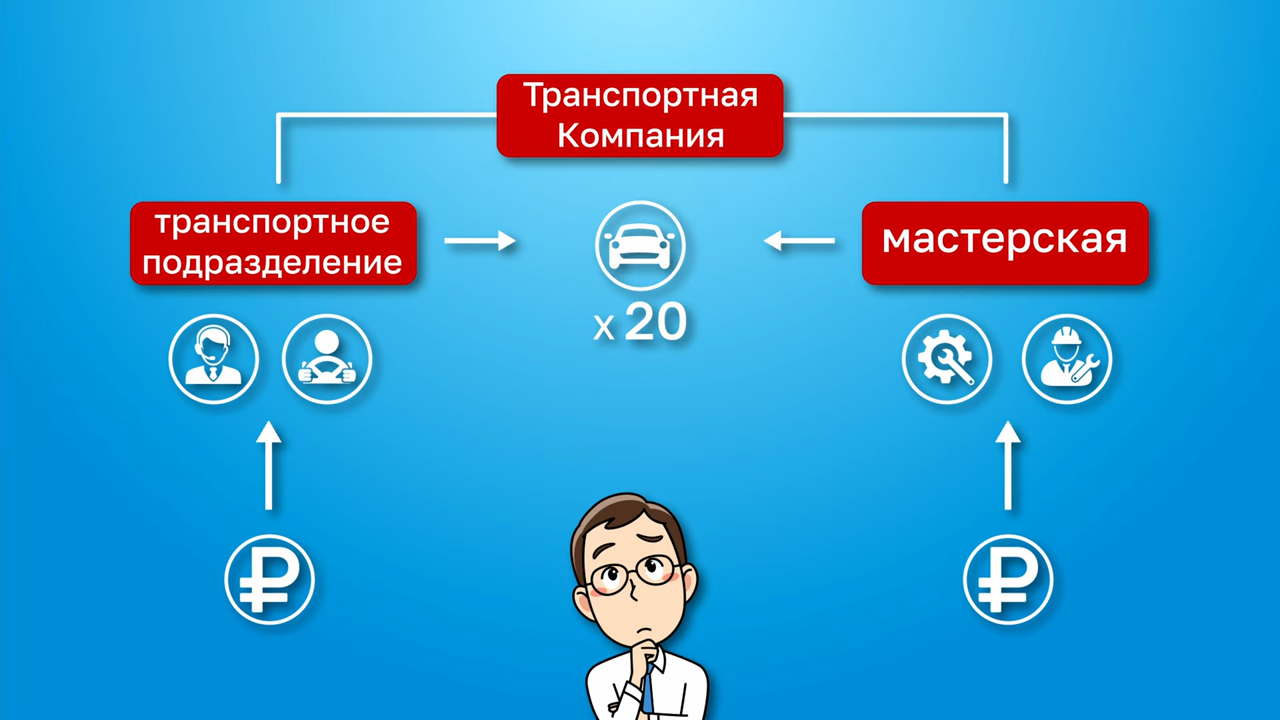 Транспортная
Компания
транспортное
подразделение
мастерская
x 20
₽
₽